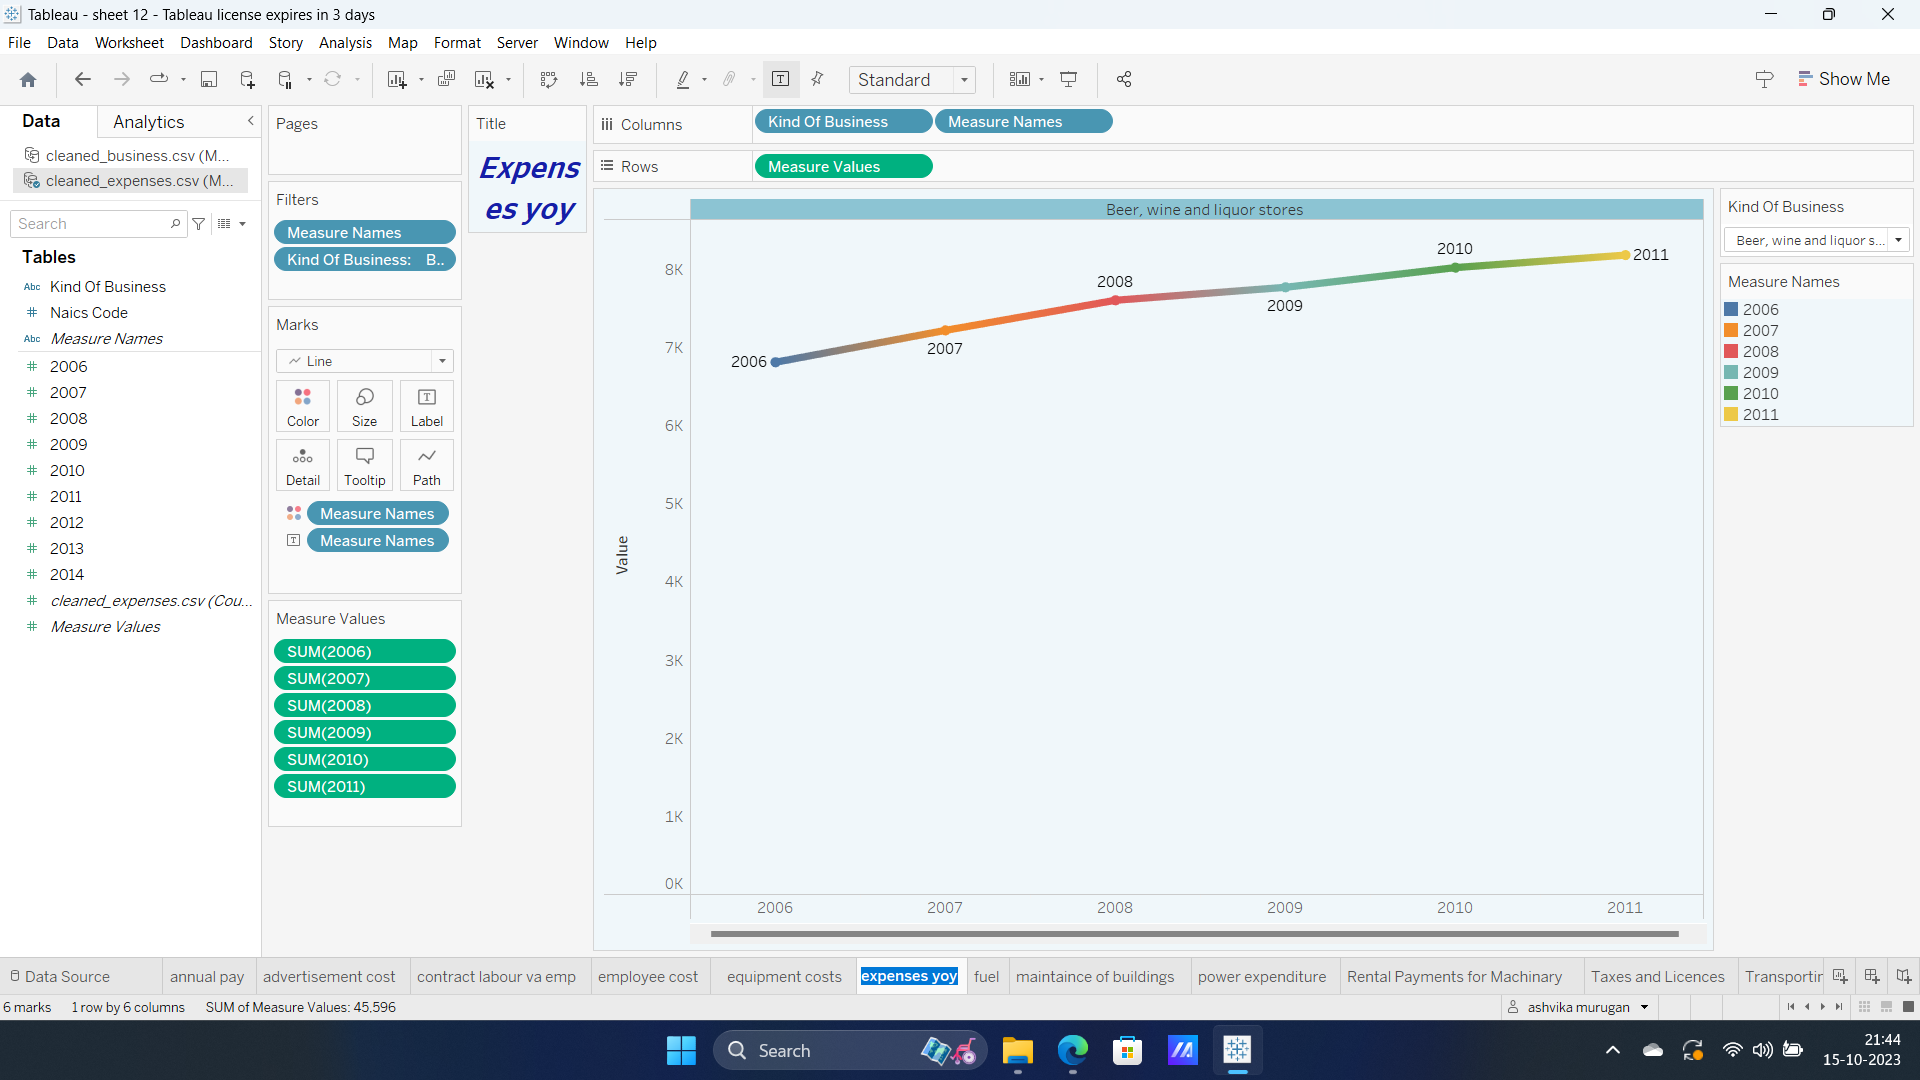 Tableau - sheet 12 - Tableau license expires in 3 days
File Data Worksheet Dashboard Story Analysis Map Format Server Window Help
Standard
Show Me
Data
Analytics
cleaned_business.csv (M...
cleaned_expenses.csv (M...
Search
Tables
Abc Kind Of Business
# Naics Code
Abc Measure Names
# 2006
# 2007
# 2008
# 2009
# 2010
# 2011
# 2012
# 2013
# 2014
# cleaned_expenses.csv (Cou...
# Measure Values
Pages
Filters
Measure Names
Kind Of Business: B..
Marks
Line
Color Size Label
Detail Tooltip Path
Measure Names
Measure Names
Measure Values
SUM(2006)
SUM(2007)
SUM(2008)
SUM(2009)
SUM(2010)
SUM(2011)
Title
Expens
es yoy
Columns Kind Of Business Measure Names
Rows Measure Values
Beer, wine and liquor stores
Value
8K
7K
6K
5K
4K
3K
2K
1K
0K
2006
2007
2008
2009
2010
2011
2006 2007 2008 2009 2010 2011
Kind Of Business
Beer, wine and liquor s...
Measure Names
2006
2007
2008
2009
2010
2011
Data Source annual pay advertisement cost contract labour va emp employee cost equipment costs expenses yoy fuel maintaince of buildings power expenditure Rental Payments for Machinery Taxes and Licences Transportin
6 marks 1 row by 6 columns SUM of Measure Values: 45,596
ashvika murugan
Search
21:44
15-10-2023